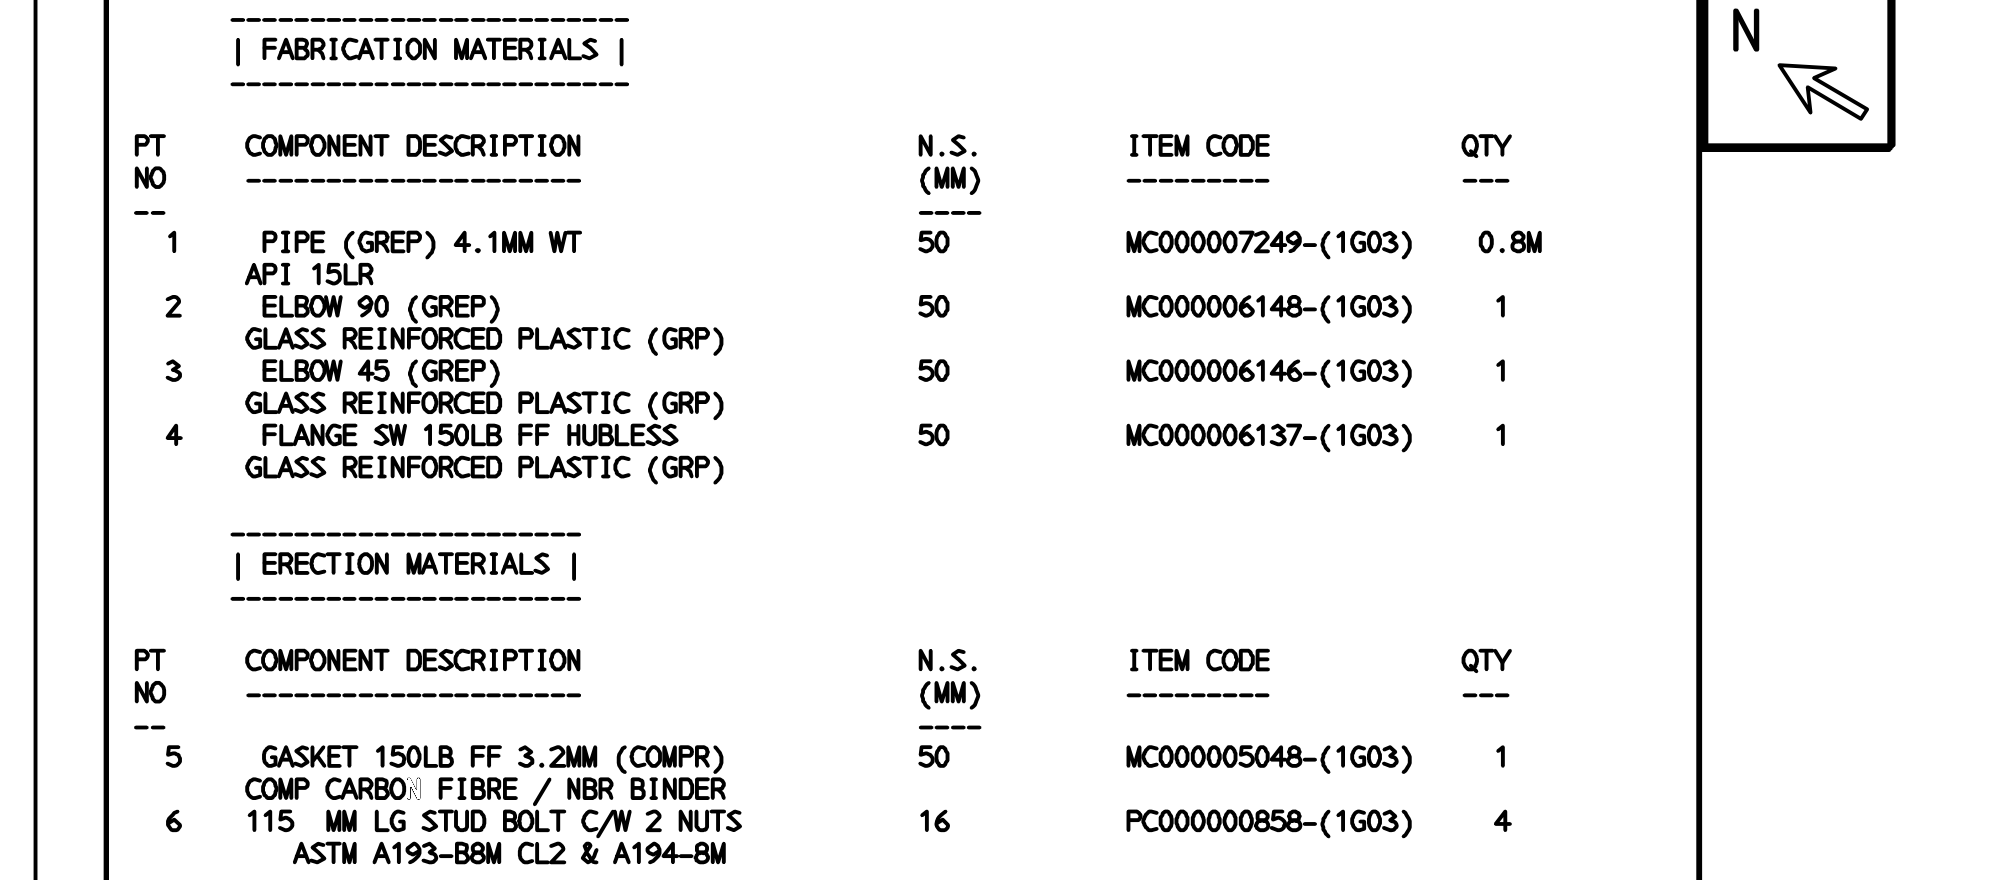 ------------------------- 
| FABRICATION MATERIALS |
-------------------------
N
PT COMPONENT DESCRIPTION N.S. ITEM CODE QTY
NO --------------------- (MM) --------- ---
-- ----
1 PIPE (GREP) 4.1MM WT 50 MC000007249-(1G03) 0.8M
API 15LR
2 ELBOW 90 (GREP) 50 MC000006148-(1G03) 1
GLASS REINFORCED PLASTIC (GRP)
3 ELBOW 45 (GREP) 50 MC000006146-(1G03) 1
GLASS REINFORCED PLASTIC (GRP)
4 FLANGE SW 150LB FF HUBLESS 50 MC000006137-(1G03) 1
GLASS REINFORCED PLASTIC (GRP)
----------------------
| ERECTION MATERIALS |
----------------------
PT COMPONENT DESCRIPTION N.S. ITEM CODE QTY
NO --------------------- (MM) --------- ---
-- ----
5 GASKET 150LB FF 3.2MM (COMPR) 50 MC000005048-(1G03) 1
COMP CARBON FIBRE / NBR BINDER
6 115 MM LG STUD BOLT C/W 2 NUTS 16 PC000000858-(1G03) 4
ASTM A193-B8M CL2 & A194-8M